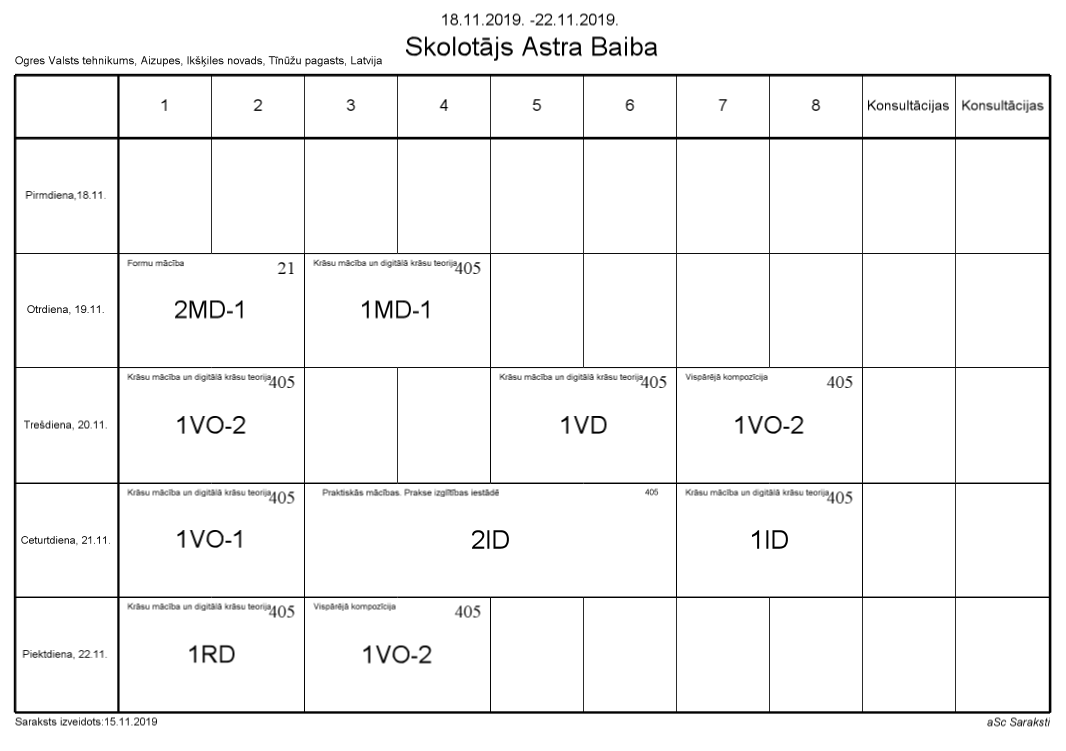 18.11.2019. -22.11.2019.
Skolotājs Astra Baiba
Ogres Valsts tehnikums, Aizupes, Ikšķiles novads, Tīnūžu pagasts, Latvija
1 2 3 4 5 6 7 8 Konsultācijas Konsultācijas
Pirmdiena,18.11.
Formu mācība 21 Krāsu mācība un digitālā krāsu teorija 405
Otrdiena, 19.11. 2MD-1 1MD-1
Krāsu mācība un digitālā krāsu teorija 405 Krāsu mācība un digitālā krāsu teorija 405 Vispārējā kompozīcija 405
Trešdiena, 20.11. 1VO-2 1VD 1VO-2
Krāsu mācība un digitālā krāsu teorija 405 Praktiskās mācības. Prakse izglītības iestādē 405 Krāsu mācība un digitālā krāsu teorija 405
Ceturtdiena, 21.11. 1VO-1 2ID 1ID
Krāsu mācība un digitālā krāsu teorija 405 Vispārējā kompozīcija 405
Piektdiena, 22.11. 1RD 1VO-2
Saraksts izveidots:15.11.2019 aSc Saraksti